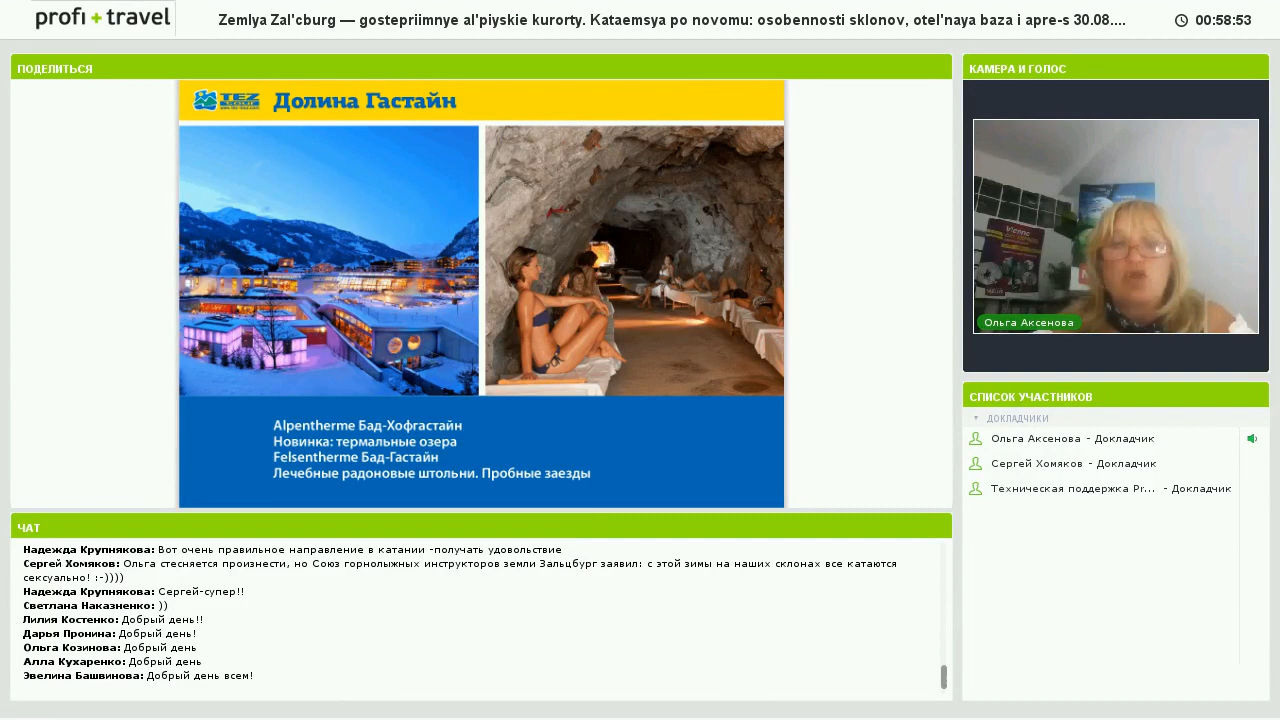 profi + travel
Zemlya Zal'cburg — gostepriimnye al'piyskie kurorty. Kataemsya po novomu: osobennosti sklonov, otel'naya baza i apre-s 30.08....
00:58:53
ПОДЕЛИТЬСЯ
TEZ TOUR
Долина Гастайн
Alpentherme Бад-Хофгастайн
Новинка: термальные озера
Felsentherme Бад-Гастайн
Лечебные радоновые штольни. Пробные заезды
ЧАТ
Надежда Крупнякова: Вот очень правильное направление в катании -получать удовольствие
Сергей Хомяков: Ольга стесняется произнести, но Союз горнолыжных инструкторов земли Зальцбург заявил: с этой зимы на наших склонах все катаются
сексуально! :-))))
Надежда Крупнякова: Сергей-супер!!
Светлана Наказненко: ))
Лилия Костенко: Добрый день!!
Дарья Пронина: Добрый день!
Ольга Козинова: Добрый день
Алла Кухаренко: Добрый день
Эвелина Башвинова: Добрый день всем!
КАМЕРА И ГОЛОС
Ольга Аксенова
СПИСОК УЧАСТНИКОВ
ДОКЛАДЧИКИ
Ольга Аксенова - Докладчик
Сергей Хомяков - Докладчик
Техническая поддержка Pr... - Докладчик